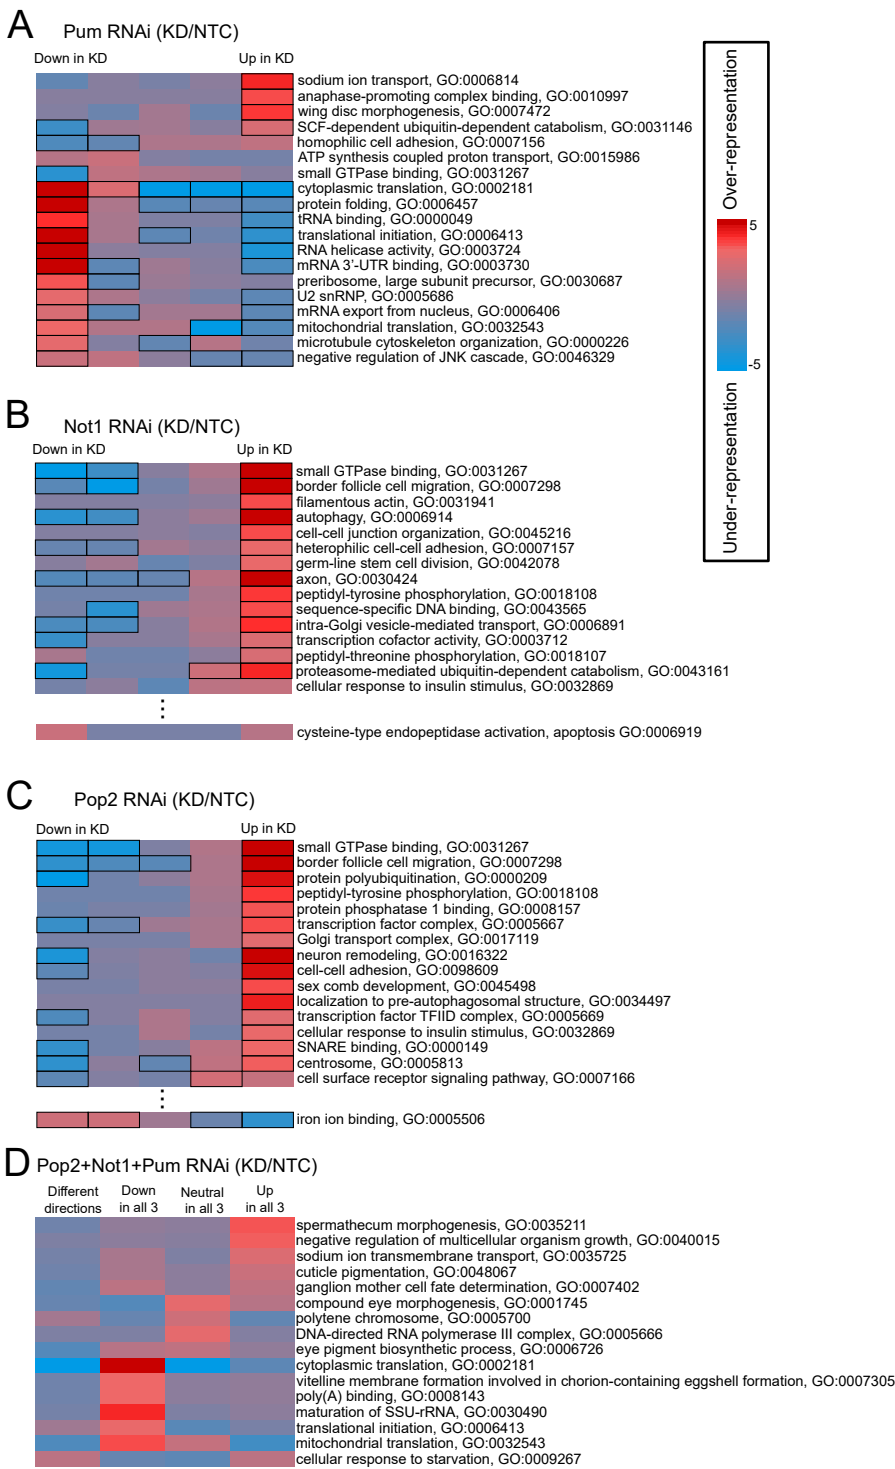 A
Pum RNAi (KD/NTC)
Down in KD
Up in KD
sodium ion transport, GO:0006814
anaphase-promoting complex binding, GO:0010997
wing disc morphogenesis, GO:0007472
SCF-dependent ubiquitin-dependent catabolism, GO:0031146
homophilic cell adhesion, GO:0007156
ATP synthesis coupled proton transport, GO:0015986
small GTPase binding, GO:0031267
cytoplasmic translation, GO:0002181
protein folding, GO:0006457
tRNA binding, GO:0000049
translational initiation, GO:0006413
RNA helicase activity, GO:0003724
mRNA 3'-UTR binding, GO:0003730
preribosome, large subunit precursor, GO:0030687
U2 snRNP, GO:0005686
mRNA export from nucleus, GO:0006406
mitochondrial translation, GO:0032543
microtubule cytoskeleton organization, GO:0000226
negative regulation of JNK cascade, GO:0046329
Over-representation
5
-5
Under-representation
B
Not1 RNAi (KD/NTC)
Down in KD
Up in KD
small GTPase binding, GO:0031267
border follicle cell migration, GO:0007298
filamentous actin, GO:0031941
autophagy, GO:0006914
cell-cell junction organization, GO:0045216
heterophilic cell-cell adhesion, GO:0007157
germ-line stem cell division, GO:0042078
axon, GO:0030424
peptidyl-tyrosine phosphorylation, GO:0018108
sequence-specific DNA binding, GO:0043565
intra-Golgi vesicle-mediated transport, GO:0006891
transcription cofactor activity, GO:0003712
peptidyl-threonine phosphorylation, GO:0018107
proteasome-mediated ubiquitin-dependent catabolism, GO:0043161
cellular response to insulin stimulus, GO:0032869
cysteine-type endopeptidase activation, apoptosis GO:0006919
C
Pop2 RNAi (KD/NTC)
Down in KD
Up in KD
small GTPase binding, GO:0031267
border follicle cell migration, GO:0007298
protein polyubiquitination, GO:0000209
peptidyl-tyrosine phosphorylation, GO:0018108
protein phosphatase 1 binding, GO:0008157
transcription factor complex, GO:0005667
Golgi transport complex, GO:0017119
neuron remodeling, GO:0016322
cell-cell adhesion, GO:0098609
sex comb development, GO:0045498
localization to pre-autophagosomal structure, GO:0034497
transcription factor TFIID complex, GO:0005669
cellular response to insulin stimulus, GO:0032869
SNARE binding, GO:0000149
centrosome, GO:0005813
cell surface receptor signaling pathway, GO:0007166
iron ion binding, GO:0005506
D
Pop2+Not1+Pum RNAi (KD/NTC)
Different directions
Down in all 3
Neutral in all 3
Up in all 3
spermathecum morphogenesis, GO:0035211
negative regulation of multicellular organism growth, GO:0040015
sodium ion transmembrane transport, GO:0035725
cuticle pigmentation, GO:0048067
ganglion mother cell fate determination, GO:0007402
compound eye morphogenesis, GO:0001745
polytene chromosome, GO:0005700
DNA-directed RNA polymerase III complex, GO:0005666
eye pigment biosynthetic process, GO:0006726
cytoplasmic translation, GO:0002181
vitelline membrane formation involved in chorion-containing eggshell formation, GO:0007305
poly(A) binding, GO:0008143
maturation of SSU-rRNA, GO:0030490
translational initiation, GO:0006413
mitochondrial translation, GO:0032543
cellular response to starvation, GO:0009267